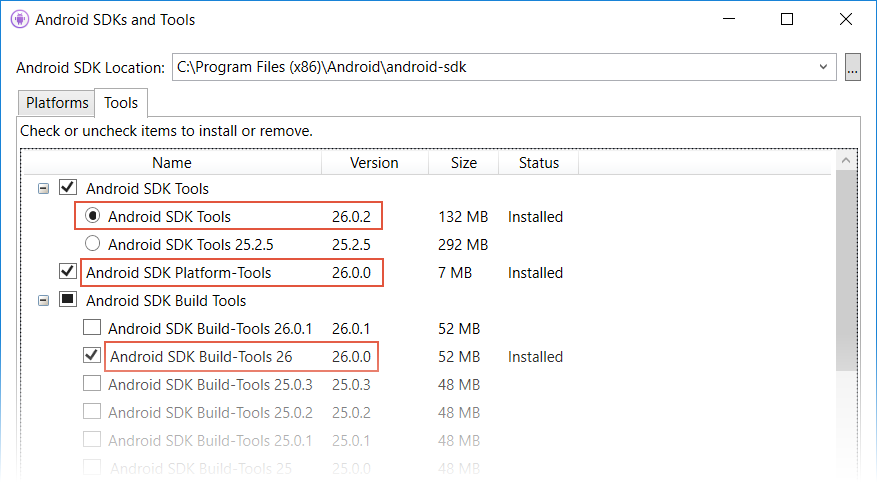 Android SDKs and Tools
Android SDK Location: C:\Program Files (x86)\Android\android-sdk ...
Platforms Tools
Check or uncheck items to install or remove.
Name Version Size Status
Android SDK Tools
Android SDK Tools 26.0.2 132 MB Installed
Android SDK Tools 25.2.5 25.2.5 292 MB
Android SDK Platform-Tools 26.0.0 7 MB Installed
Android SDK Build Tools
Android SDK Build-Tools 26.0.1 26.0.1 52 MB
Android SDK Build-Tools 26 26.0.0 52 MB Installed
Android SDK Build-Tools 25.0.3 25.0.3 48 MB
Android SDK Build-Tools 25.0.2 25.0.2 48 MB
Android SDK Build-Tools 25.0.1 25.0.1 48 MB
Android SDK Build-Tools 25 25.0.0 48 MB